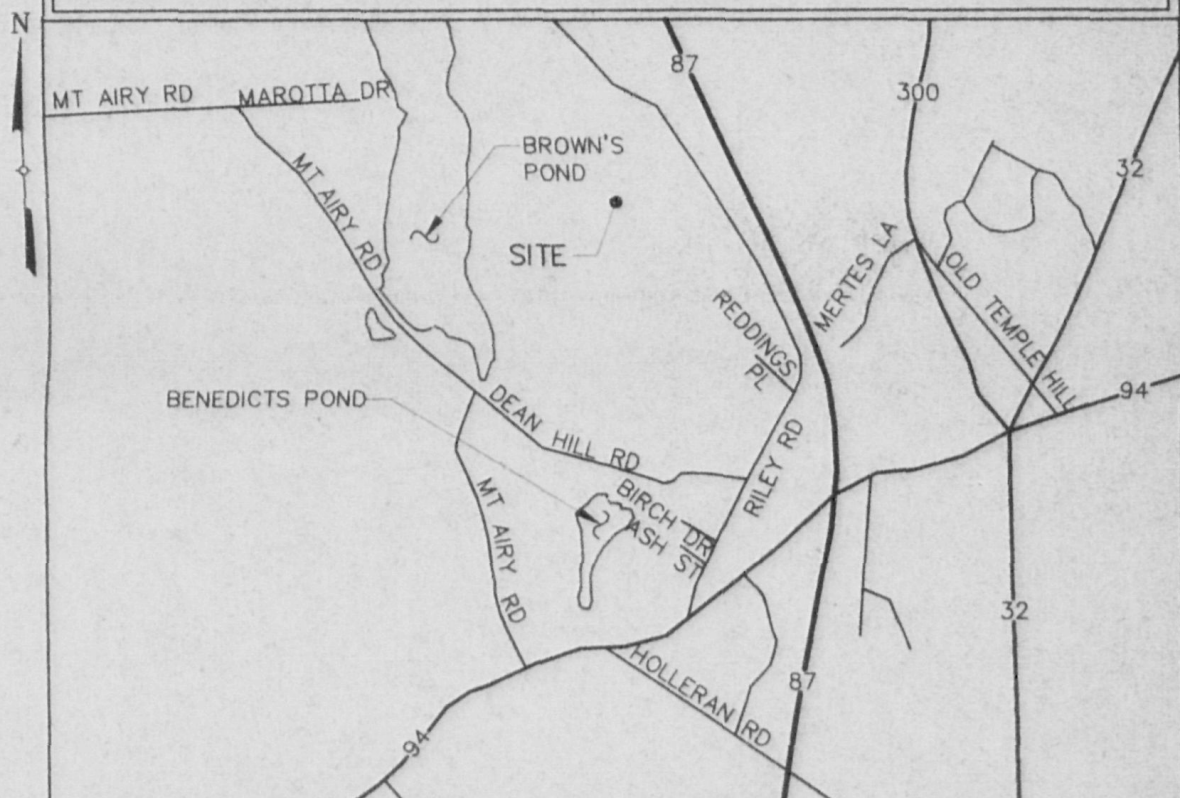 N
87
300
MT AIRY RD
MAROTTA DR
BROWN'S
POND
32
MT AIRY RD
SITE
MERTES LA
OLD TEMPLE HILL
REDDINGS
PL
94
BENEDICTS POND
DEAN HILL RD
RILEY RD
BIRCH DR
ASH ST
MT AIRY RD
32
HOLLERAN RD
87
94